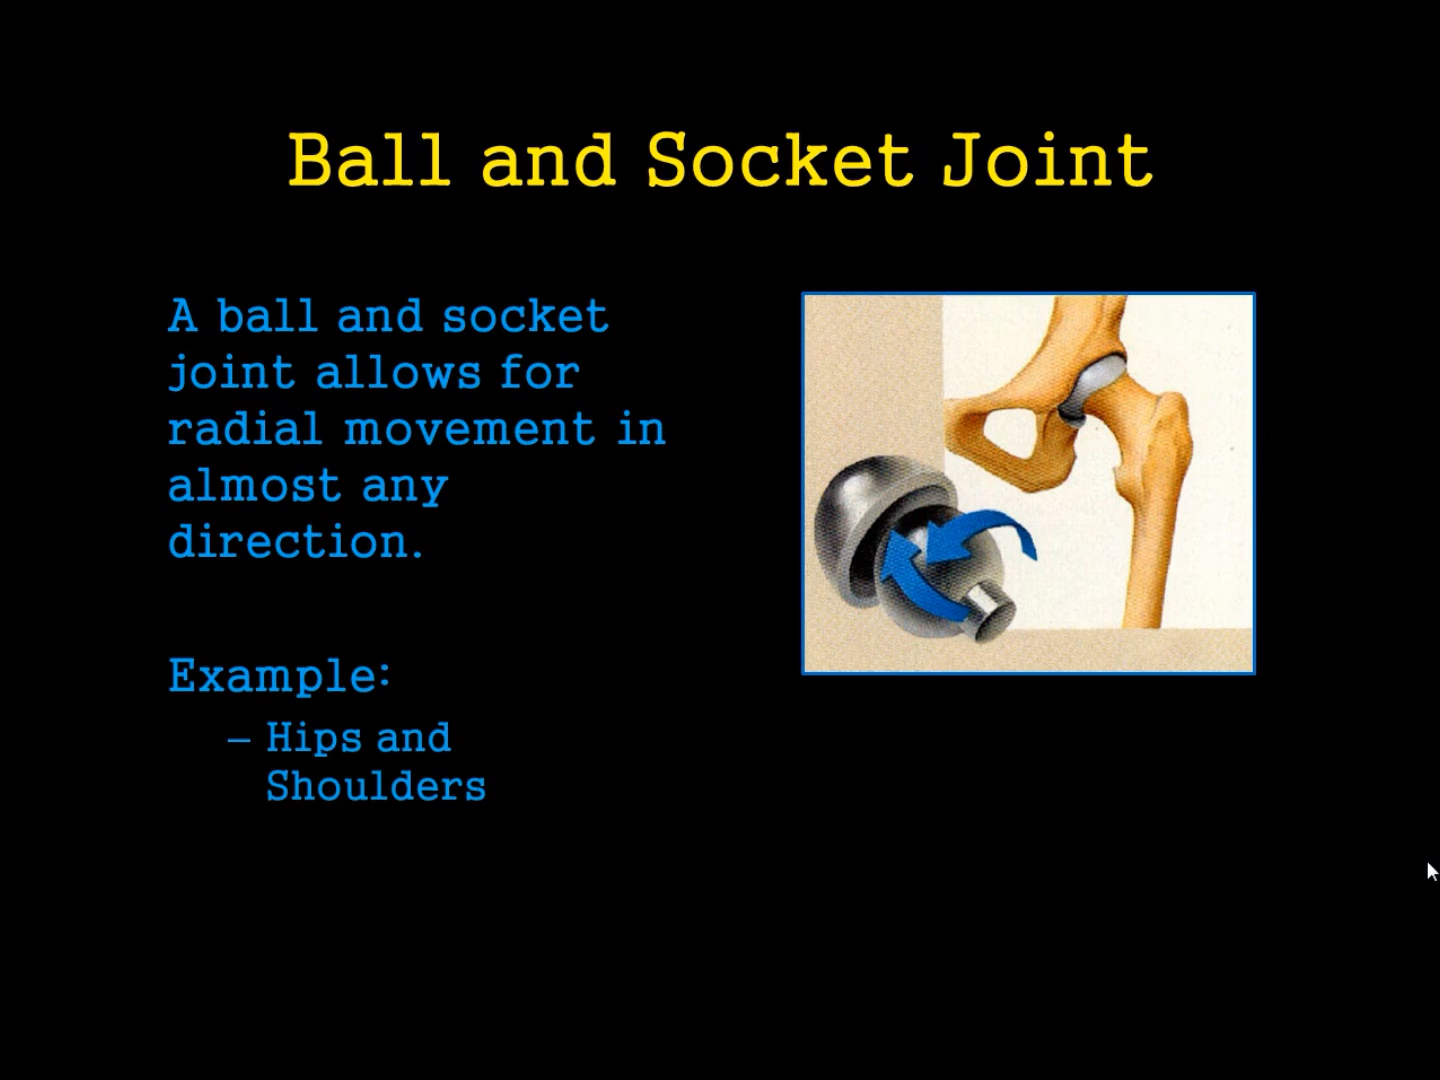 Ball and Socket Joint
A ball and socket
joint allows for
radial movement in
almost any
direction.
Example:
– Hips and
Shoulders